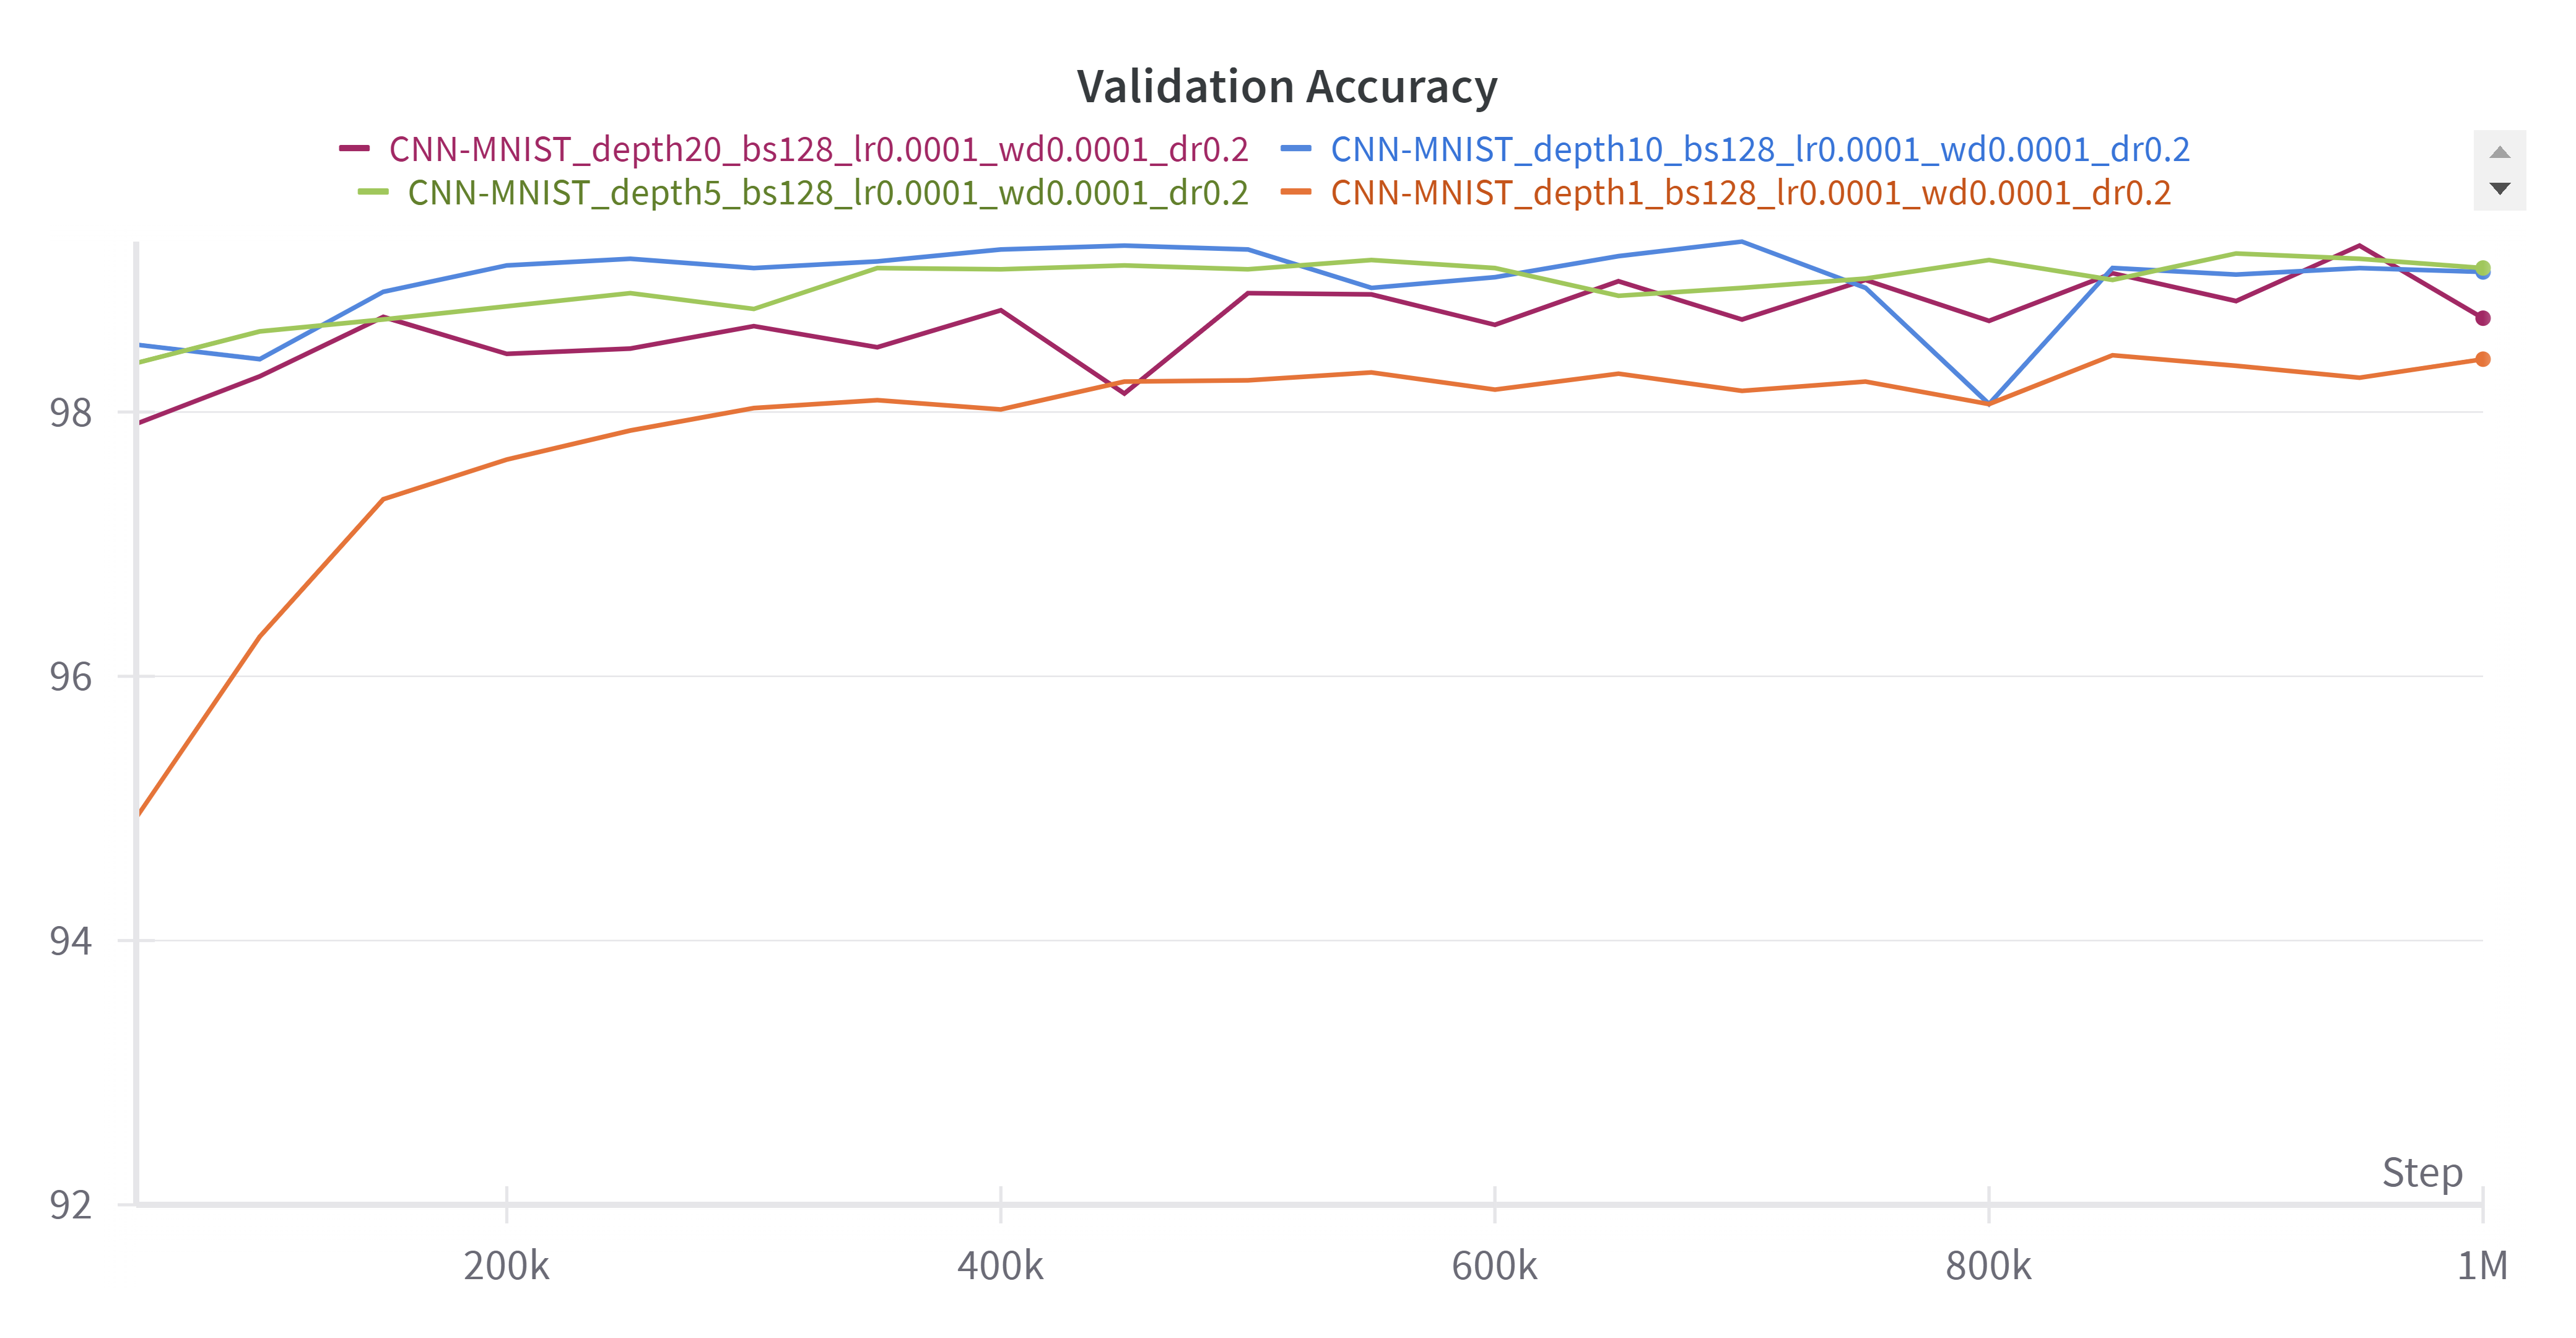 Validation Accuracy
CNN-MNIST_depth20_bs128_lr0.0001_wd0.0001_dr0.2 CNN-MNIST_depth10_bs128_lr0.0001_wd0.0001_dr0.2
CNN-MNIST_depth5_bs128_lr0.0001_wd0.0001_dr0.2 CNN-MNIST_depth1_bs128_lr0.0001_wd0.0001_dr0.2
98
96
94
92
Step
200k 400k 600k 800k 1M